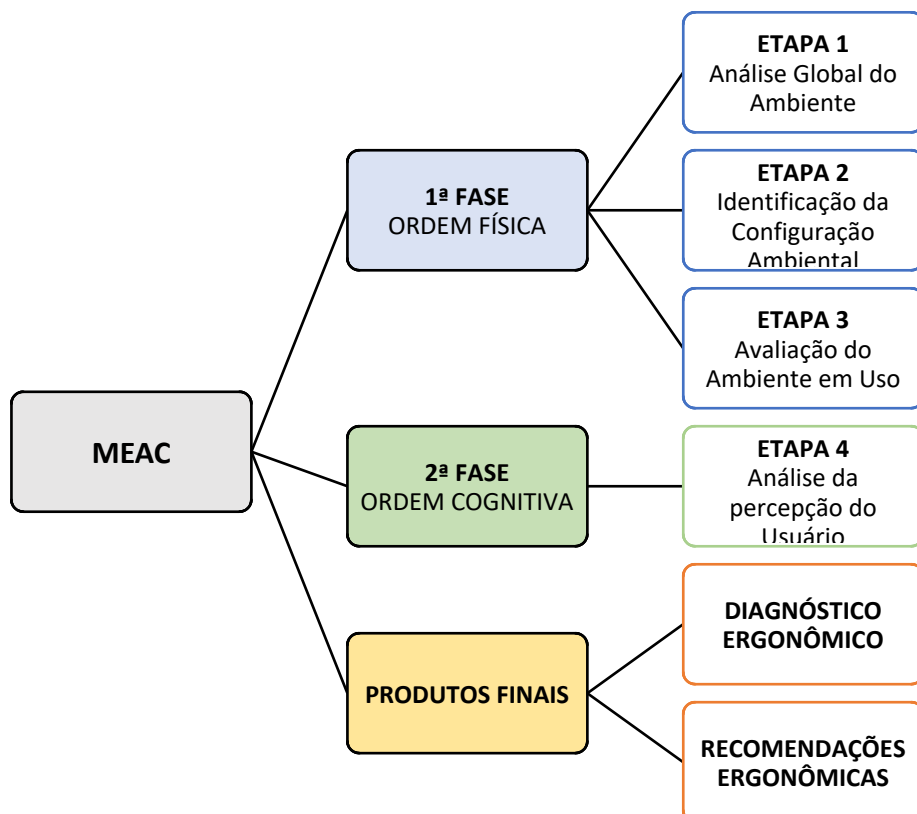 ETAPA 1
Análise Global do
Ambiente
ETAPA 2
Identificação da
Configuração
Ambiental
ETAPA 3
Avaliação do
Ambiente em Uso
1ª FASE
ORDEM FÍSICA
MEAC
2ª FASE
ORDEM COGNITIVA
ETAPA 4
Análise da
percepção do
Usuário
PRODUTOS FINAIS
DIAGNÓSTICO
ERGONÔMICO
RECOMENDAÇÕES
ERGONÔMICAS